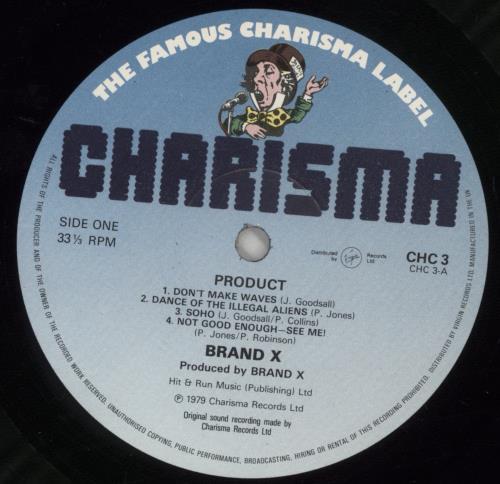 THE FAMOUS CHARISMA LABEL
CHARISMA
SIDE ONE
33⅓ RPM
Distributed by Virgin Records Ltd
CHC 3
CHC 3-A
PRODUCT
1. DON'T MAKE WAVES (J. Goodsall)
2. DANCE OF THE ILLEGAL ALIENS (P. Jones)
3. SOHO (J. Goodsall/P. Collins)
4. NOT GOOD ENOUGH—SEE ME!
(P. Jones/P. Robinson)
BRAND X
Produced by BRAND X
Hit & Run Music (Publishing) Ltd
℗ 1979 Charisma Records Ltd
Original sound recording made by
Charisma Records Ltd
ALL RIGHTS OF THE PRODUCER AND OF THE OWNER OF THE RECORDED WORK RESERVED. UNAUTHORISED COPYING, PUBLIC PERFORMANCE, BROADCASTING, HIRING OR RENTAL OF THIS RECORDING PROHIBITED. DISTRIBUTED BY VIRGIN RECORDS LTD. MANUFACTURED IN THE UK